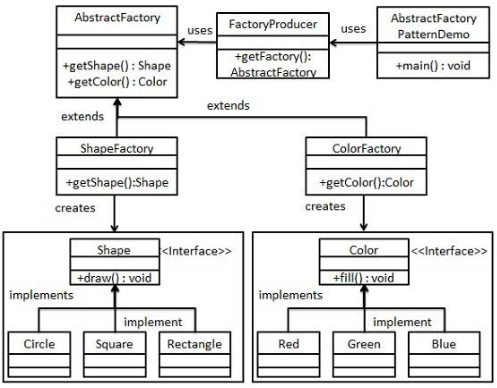 AbstractFactory
+getShape() : Shape
+getColor() : Color
uses
FactoryProducer
+getFactory():
AbstractFactory
uses
AbstractFactory
PatternDemo
+main() : void
extends
extends
ShapeFactory
+getShape():Shape
ColorFactory
+getColor():Color
creates
creates
Shape
<<Interface>>
+draw() : void
implements
implement
Circle
Square
Rectangle
Color
<<Interface>>
+fill() : void
implements
implement
Red
Green
Blue